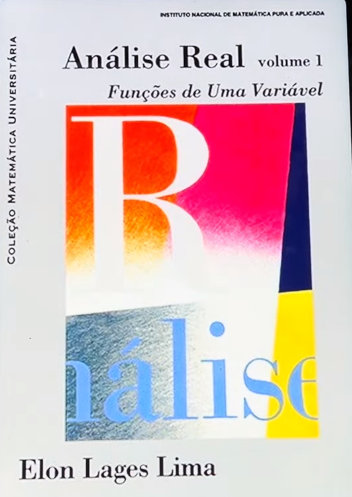 INSTITUTO NACIONAL DE MATEMÁTICA PURA E APLICADA
Análise Real volume 1
Funções de Uma Variável
COLEÇÃO MATEMÁTICA UNIVERSITÁRIA
R
nálise
Elon Lages Lima